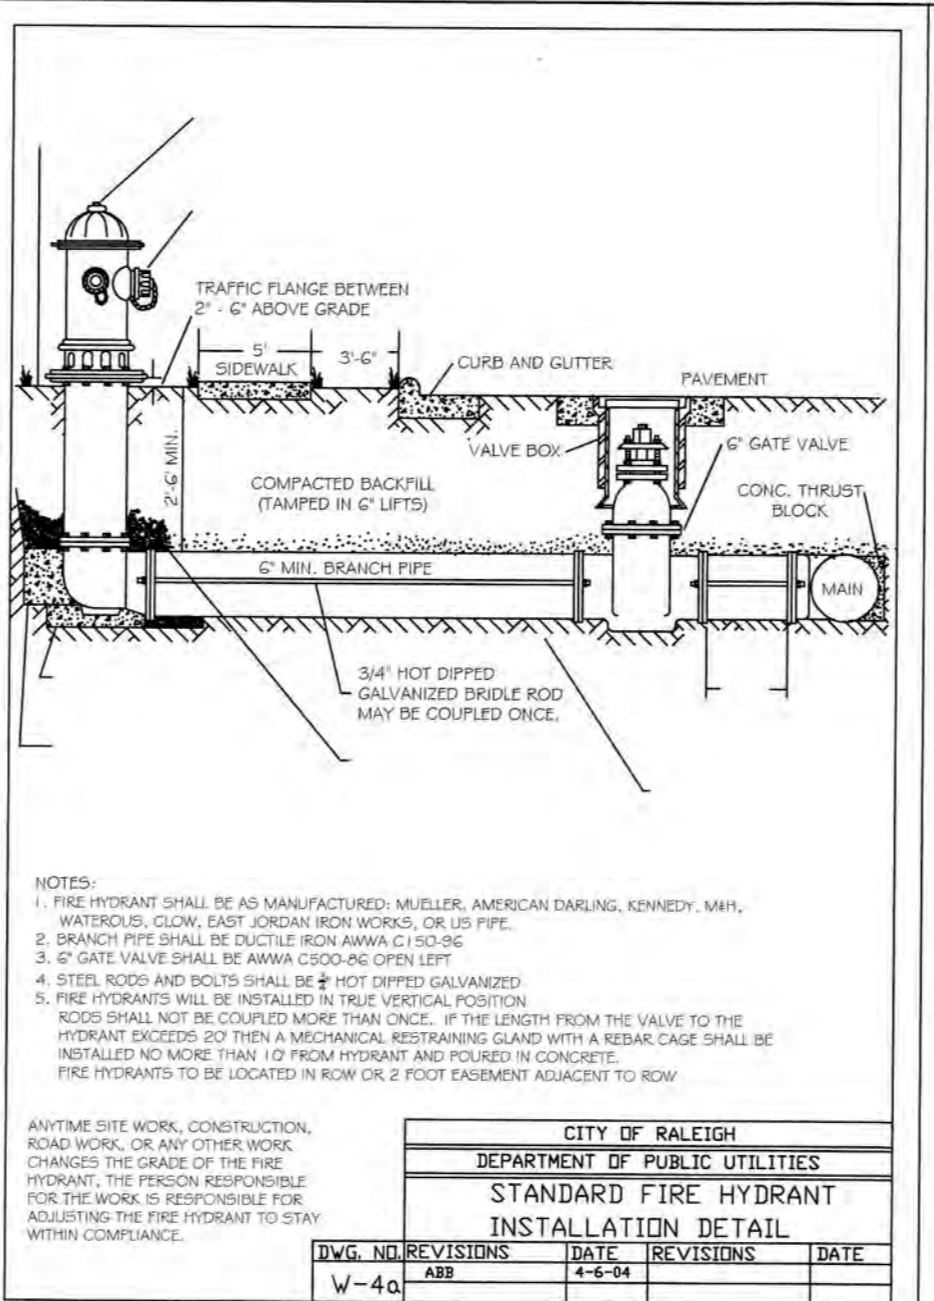 TRAFFIC FLANGE BETWEEN
2" - 6" ABOVE GRADE
5'
SIDEWALK
3'-6"
CURB AND GUTTER
PAVEMENT
2'-6' MIN.
VALVE BOX
6" GATE VALVE
COMPACTED BACKFILL
(TAMPED IN 6" LIFTS)
CONC. THRUST
BLOCK
6" MIN. BRANCH PIPE
MAIN
3/4" HOT DIPPED
GALVANIZED BRIDLE ROD
MAY BE COUPLED ONCE.
NOTES:
1. FIRE HYDRANT SHALL BE AS MANUFACTURED: MUELLER, AMERICAN DARLING, KENNEDY, M&H,
WATEROUS, CLOW, EAST JORDAN IRON WORKS, OR US PIPE.
2. BRANCH PIPE SHALL BE DUCTILE IRON AWWA C150-96
3. 6" GATE VALVE SHALL BE AWWA C500-86 OPEN LEFT
4. STEEL RODS AND BOLTS SHALL BE HOT DIPPED GALVANIZED
5. FIRE HYDRANTS WILL BE INSTALLED IN TRUE VERTICAL POSITION
RODS SHALL NOT BE COUPLED MORE THAN ONCE. IF THE LENGTH FROM THE VALVE TO THE
HYDRANT EXCEEDS 20' THEN A MECHANICAL RESTRAINING GLAND WITH A REBAR CAGE SHALL BE
INSTALLED NO MORE THAN 10' FROM HYDRANT AND POURED IN CONCRETE.
FIRE HYDRANTS TO BE LOCATED IN ROW OR 2 FOOT EASEMENT ADJACENT TO ROW
ANYTIME SITE WORK, CONSTRUCTION,
ROAD WORK, OR ANY OTHER WORK
CHANGES THE GRADE OF THE FIRE
HYDRANT, THE PERSON RESPONSIBLE
FOR THE WORK IS RESPONSIBLE FOR
ADJUSTING THE FIRE HYDRANT TO STAY
WITHIN COMPLIANCE.
CITY OF RALEIGH
DEPARTMENT OF PUBLIC UTILITIES
STANDARD FIRE HYDRANT
INSTALLATION DETAIL
DWG. NO. REVISIONS DATE REVISIONS DATE
W-4a ABB 4-6-04